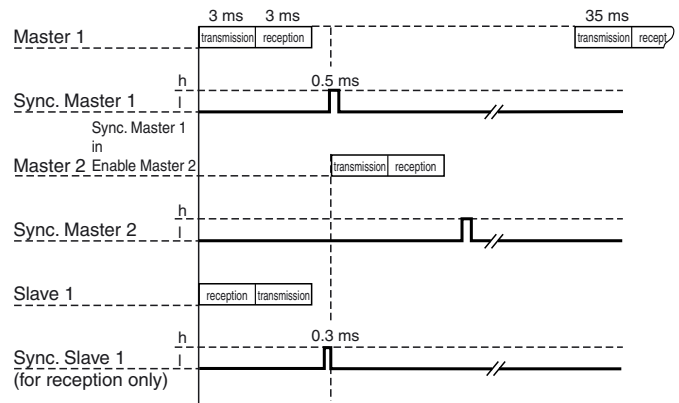 3 ms 3 ms 35 ms
Master 1 transmission reception transmission recept
h
0.5 ms
Sync. Master 1 l
Sync. Master 1
in
Master 2 Enable Master 2 transmission reception
h
Sync. Master 2 l
Slave 1 reception transmission
h
0.3 ms
Sync. Slave 1 l
(for reception only)